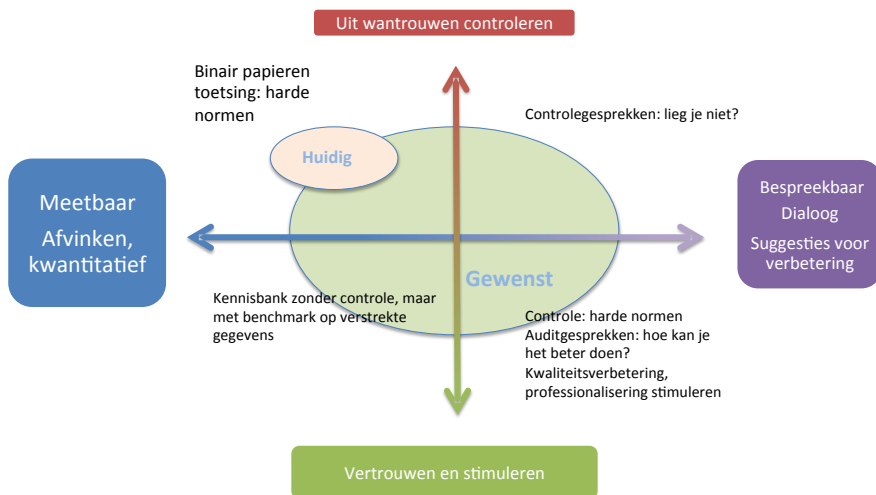 Uit wantrouwen controleren
Binair papieren
toetsing: harde
normen
Controlegesprekken: lieg je niet?
Huidig
Meetbaar
Afvinken,
kwantitatief
Bespreekbaar
Dialoog
Suggesties voor
verbetering
Gewenst
Kennisbank zonder controle, maar
met benchmark op verstrekte
gegevens
Controle: harde normen
Auditgesprekken: hoe kan je
het beter doen?
Kwaliteitsverbetering,
professionalisering stimuleren
Vertrouwen en stimuleren